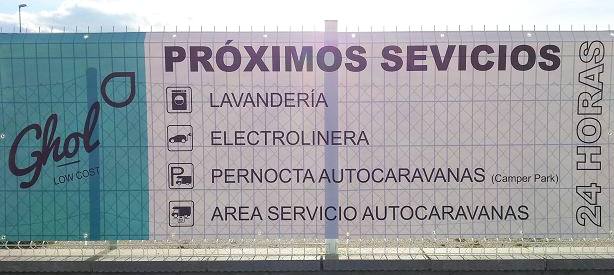 Ghol
LOW COST
PRÓXIMOS SEVICIOS
LAVANDERÍA
ELECTROLINERA
PERNOCTA AUTOCARAVANAS (Camper Park)
AREA SERVICIO AUTOCARAVANAS
24 HORAS